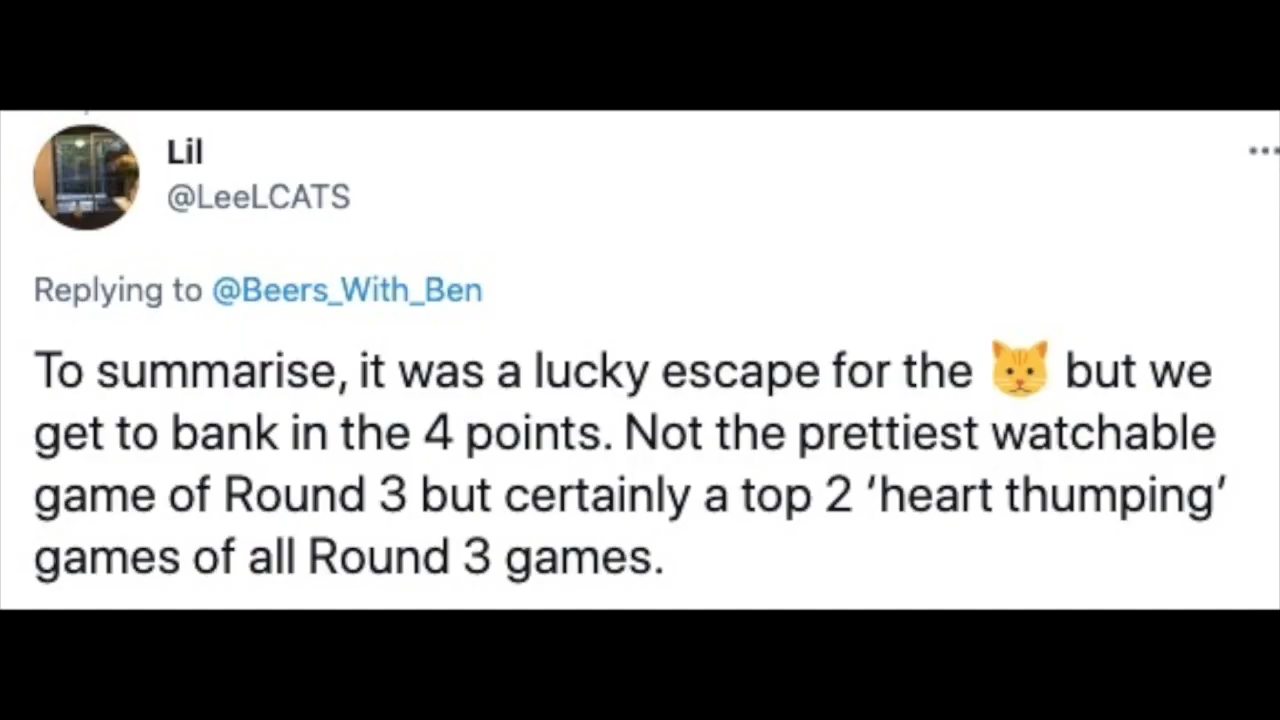 Lil
@LeeLCATS
Replying to @Beers_With_Ben
To summarise, it was a lucky escape for the 🐱 but we
get to bank in the 4 points. Not the prettiest watchable
game of Round 3 but certainly a top 2 ‘heart thumping’
games of all Round 3 games.